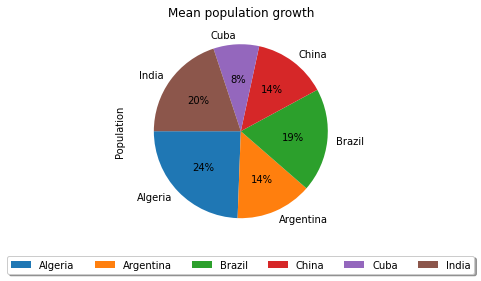 Mean population growth
Cuba
China
India
8%
14%
20%
Population
19%
Brazil
24%
14%
Algeria
Argentina
Algeria Argentina Brazil China Cuba India